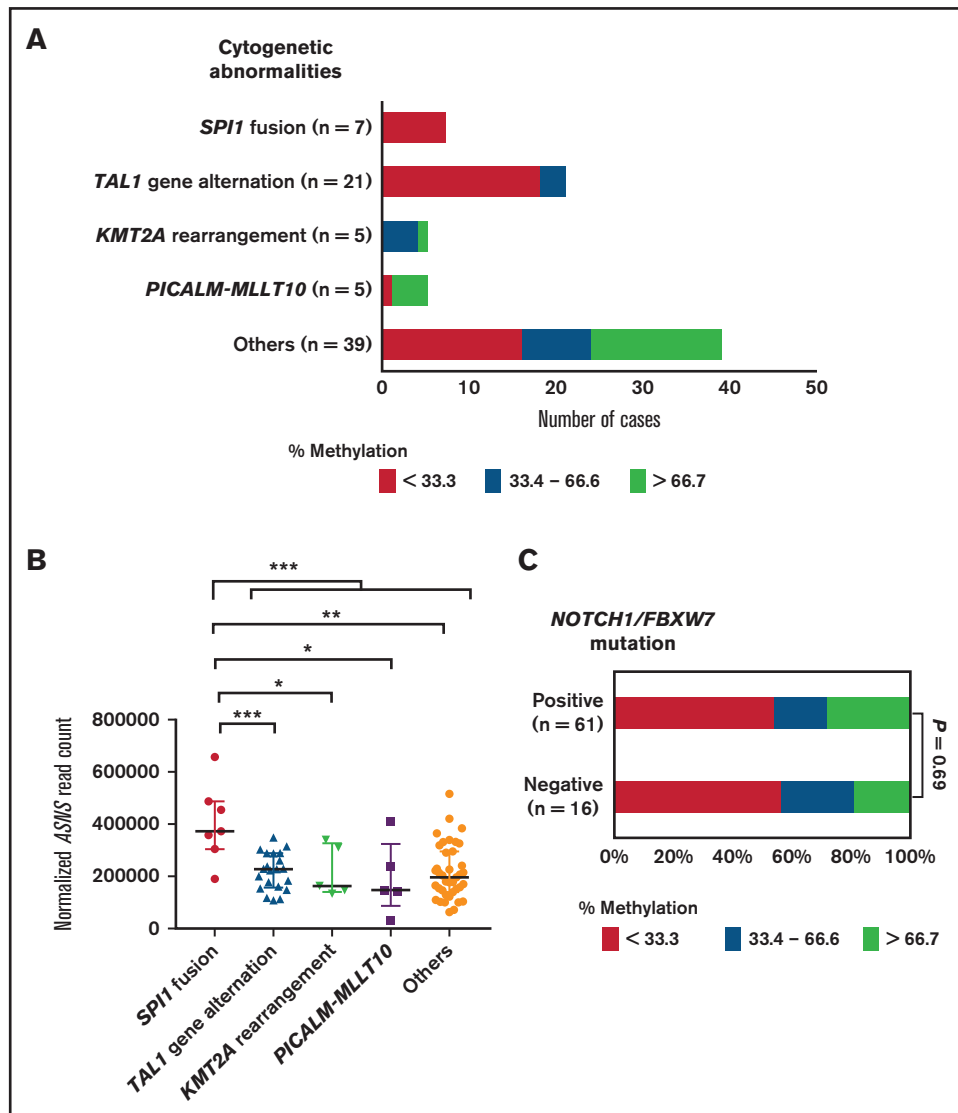 A
Cytogenetic
abnormalities
SPI1 fusion (n = 7)
TAL1 gene alternation (n = 21)
KMT2A rearrangement (n = 5)
PICALM-MLLT10 (n = 5)
Others (n = 39)
0 10 20 30 40 50
Number of cases
% Methylation
< 33.3 33.4 – 66.6 > 66.7
B
***
**
*
*
***
Normalized ASNS read count
800000
600000
400000
200000
0
SPI1 fusion
TAL1 gene alternation
KMT2A rearrangement
PICALM-MLLT10
Others
C
NOTCH1/FBXW7
mutation
Positive
(n = 61)
Negative
(n = 16)
P = 0.69
0% 20% 40% 60% 80% 100%
% Methylation
< 33.3 33.4 – 66.6 > 66.7